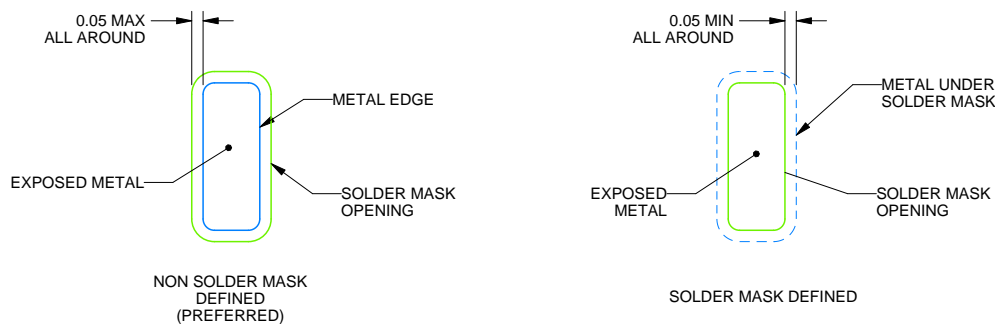 0.05 MAX
ALL AROUND
METAL EDGE
EXPOSED METAL
SOLDER MASK
OPENING
NON SOLDER MASK
DEFINED
(PREFERRED)
0.05 MIN
ALL AROUND
METAL UNDER
SOLDER MASK
EXPOSED
METAL
SOLDER MASK
OPENING
SOLDER MASK DEFINED